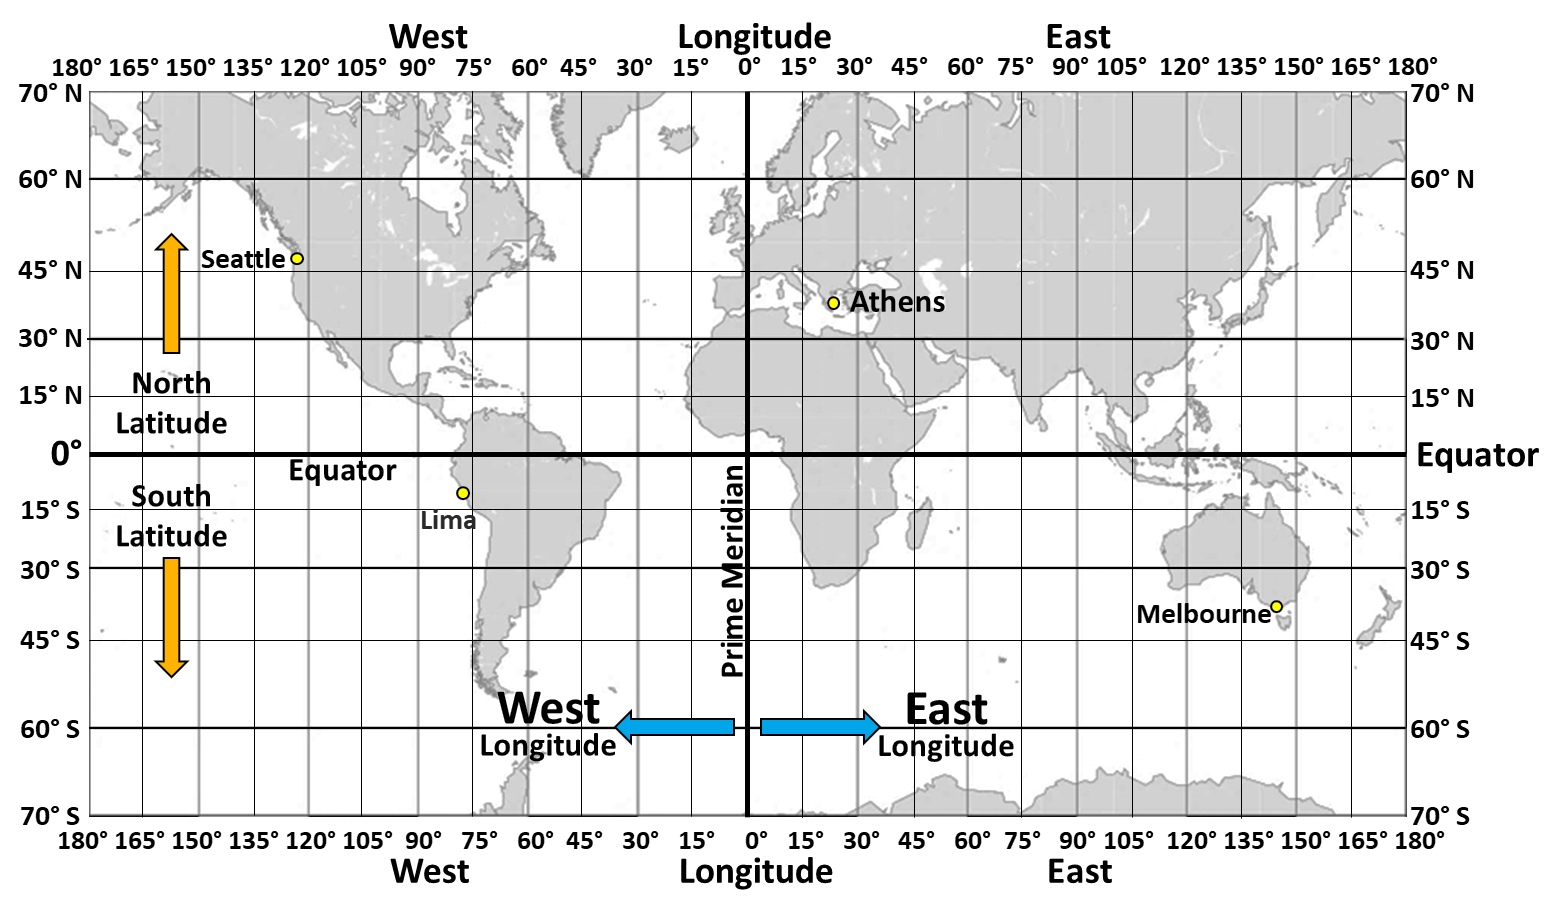 West Longitude East
180° 165° 150° 135° 120° 105° 90° 75° 60° 45° 30° 15° 0° 15° 30° 45° 60° 75° 90° 105° 120° 135° 150° 165° 180°
70° N 70° N
60° N 60° N
Seattle
45° N 45° N
Athens
30° N 30° N
North
Latitude
15° N 15° N
0° Equator
Equator
South
Latitude
Lima
15° S 15° S
Prime Meridian
30° S 30° S
Melbourne
45° S 45° S
West
Longitude
East
Longitude
60° S 60° S
70° S 70° S
180° 165° 150° 135° 120° 105° 90° 75° 60° 45° 30° 15° 0° 15° 30° 45° 60° 75° 90° 105° 120° 135° 150° 165° 180°
West Longitude East